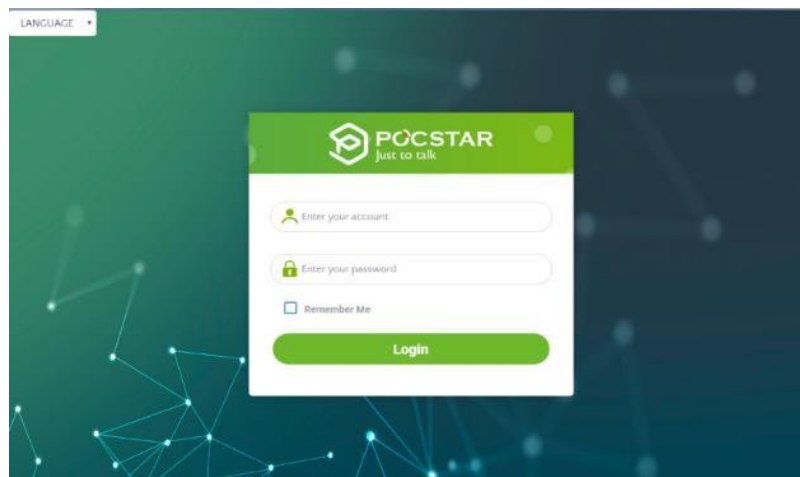 LANGUAGE
POCSTAR
Just to talk
Enter your account
Enter your password
Remember Me
Login